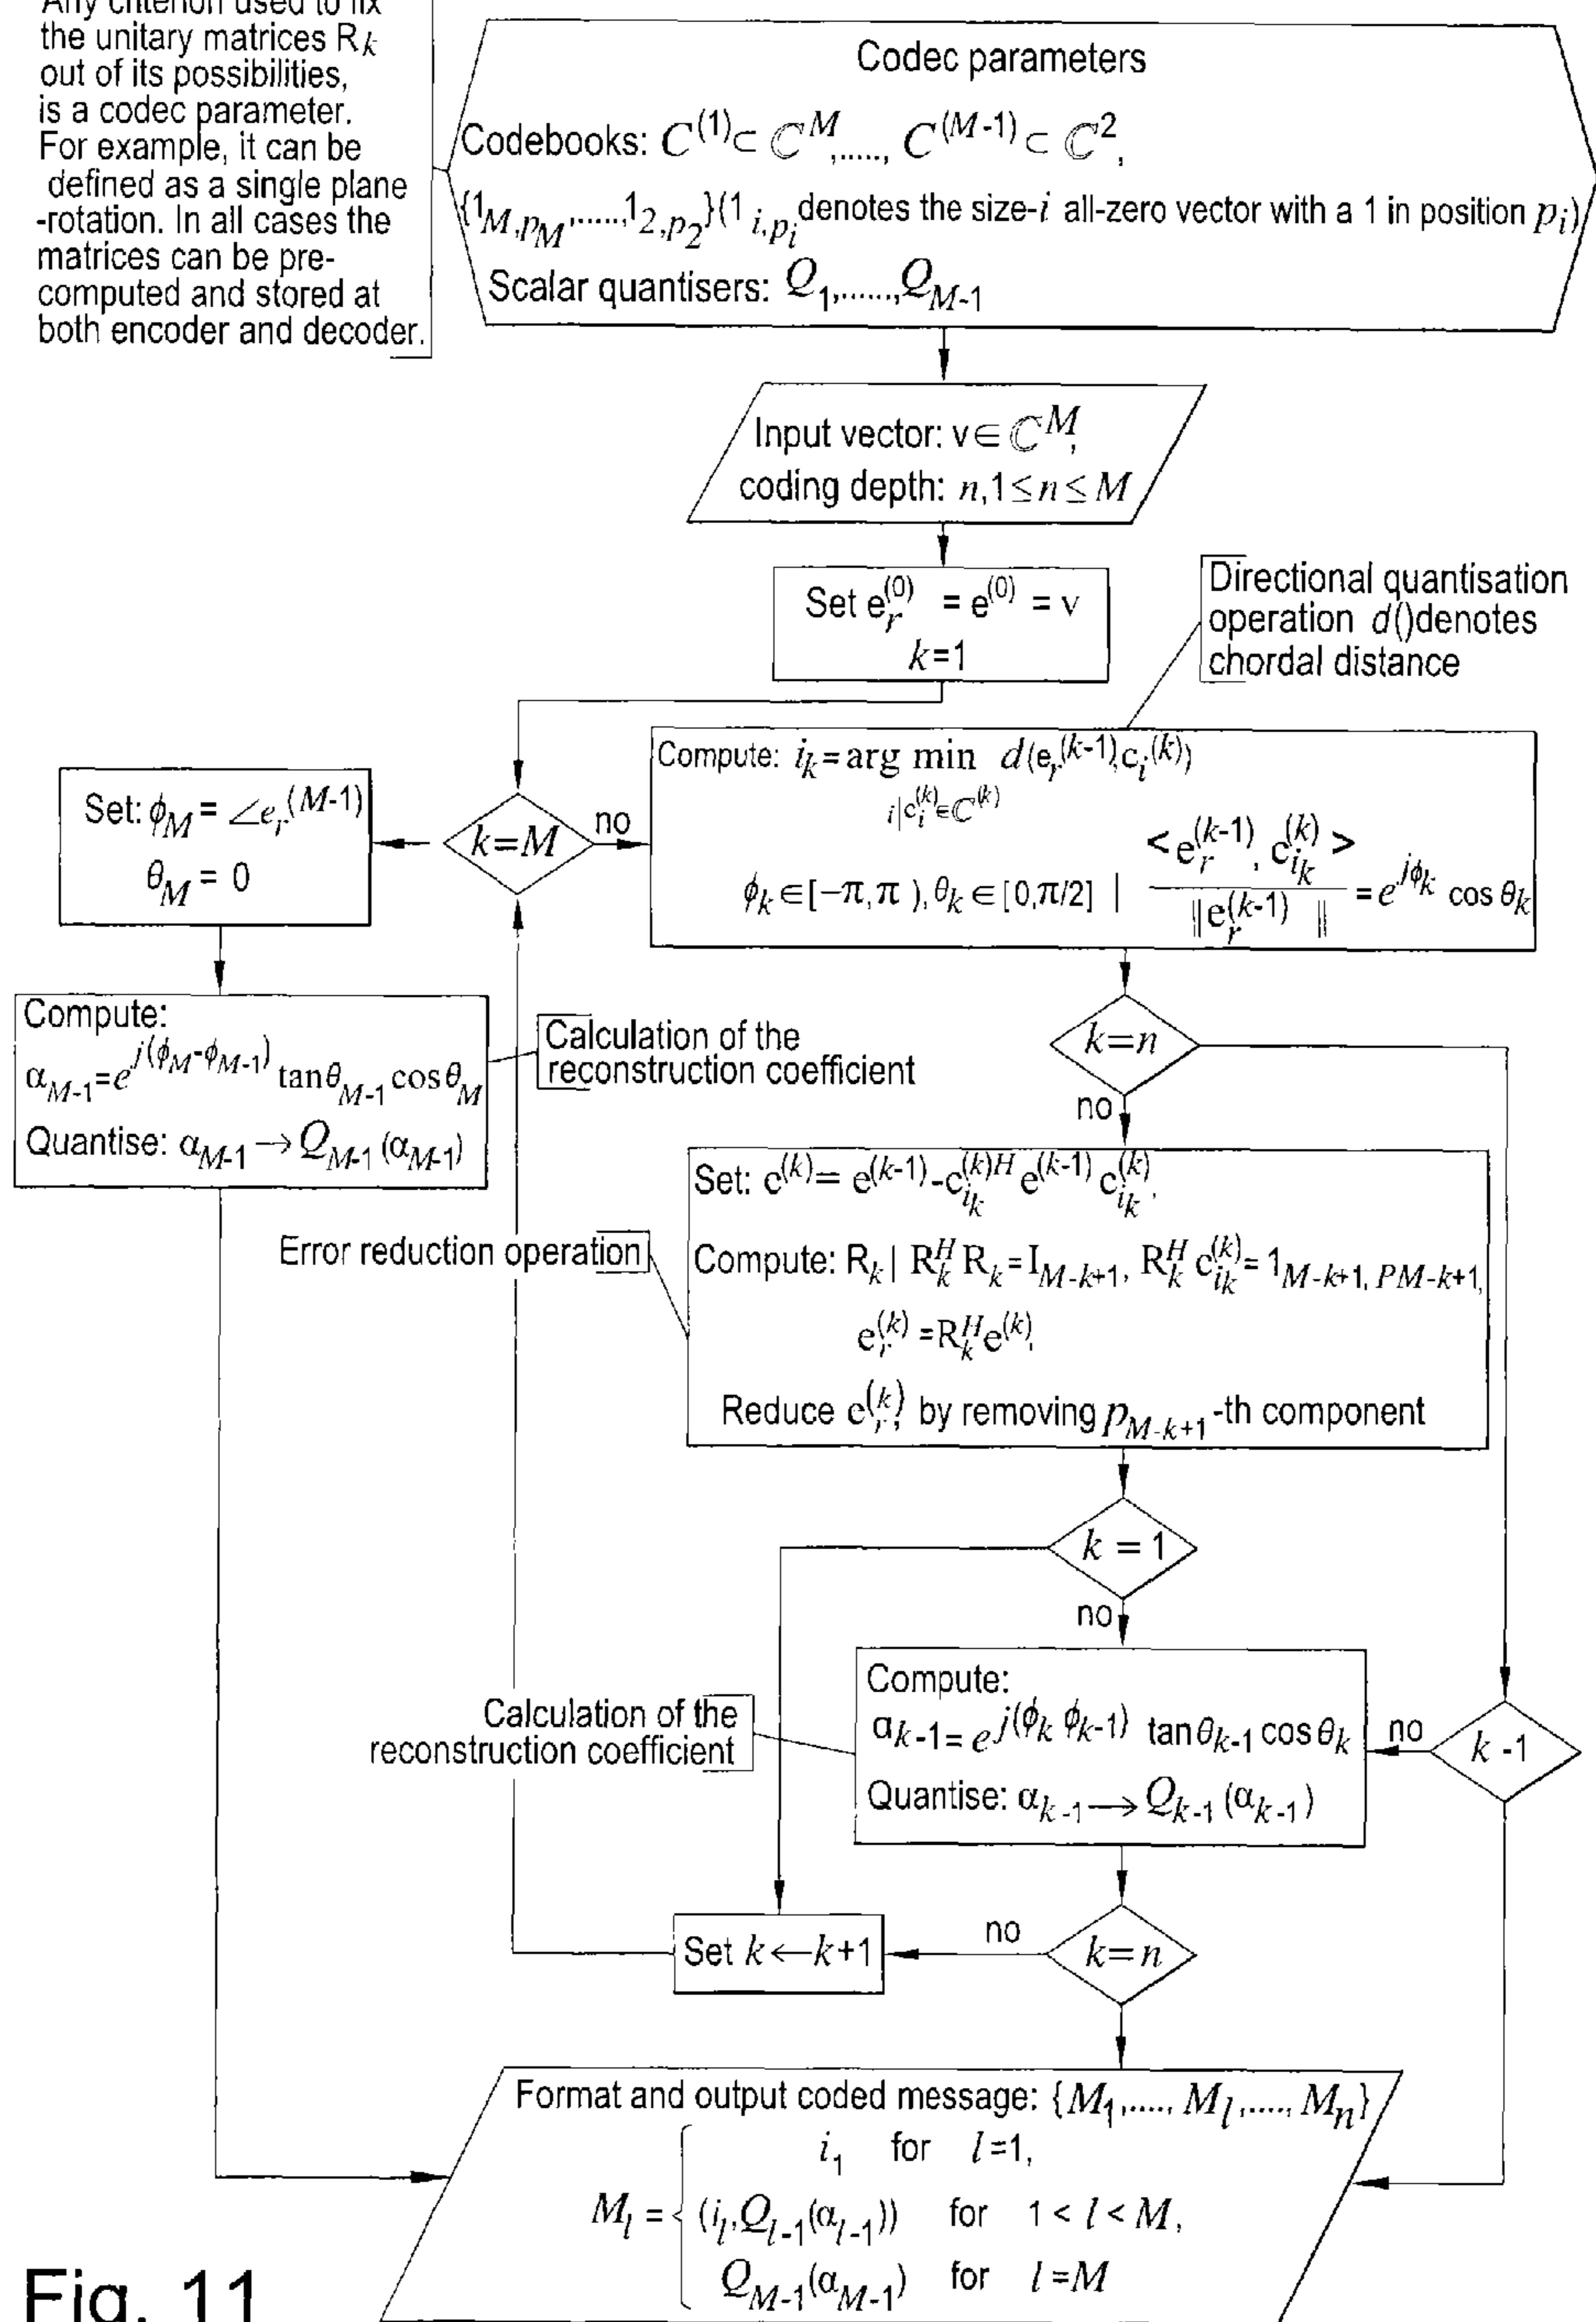 Any criterion used to fix
the unitary matrices R_k
out of its possibilities,
is a codec parameter.
For example, it can be
defined as a single plane
-rotation. In all cases the
matrices can be pre-
computed and stored at
both encoder and decoder.
Codec parameters
Codebooks: C^(1) ⊂ ℂ^M,....., C^(M-1) ⊂ ℂ^2,
{1_M,p_M,.....,1_2,p_2}(1_i,p_i denotes the size-i all-zero vector with a 1 in position p_i)
Scalar quantisers: Q_1,......,Q_M-1
Input vector: v∈ ℂ^M,
coding depth: n,1≤n≤M
Set e_r^(0) = e^(0) = v
k=1
Directional quantisation
operation d()denotes
chordal distance
Set: ϕ_M = ∠e_r^(M-1)
θ_M = 0
k=M
no
Compute: i_k = arg min d(e_r^(k-1),c_i^(k))
i|c_i^(k)∈ℂ^(k)
ϕ_k ∈[-π,π ),θ_k ∈[0,π/2] | <e_r^(k-1), c_i_k^(k)> / ||e_r^(k-1)|| = e^jϕ_k cos θ_k
Compute:
α_M-1=e^j(ϕ_M-ϕ_M-1) tanθ_M-1 cosθ_M
Quantise: α_M-1 → Q_M-1 (α_M-1)
Calculation of the
reconstruction coefficient
k=n
no
Set: e^(k)= e^(k-1)-c_i_k^(k)H e^(k-1) c_i_k^(k),
Compute: R_k| R_k^H R_k=I_M-k+1, R_k^H c_i_k^(k)= 1_M-k+1, PM-k+1,
e_r^(k) =R_k^H e^(k),
Reduce e_r^(k), by removing p_M-k+1-th component
Error reduction operation
k = 1
no
Compute:
α_k-1= e^j(ϕ_k ϕ_k-1) tanθ_k-1 cosθ_k
Quantise: α_k-1 → Q_k-1 (α_k-1)
Calculation of the
reconstruction coefficient
no
k -1
Set k←k+1
no
k=n
Format and output coded message: {M_1,...., M_l,...., M_n}
i_1 for l=1,
M_l = { (i_l,Q_l-1(α_l-1)) for 1 < l < M,
Q_M-1(α_M-1) for l=M
Fig. 11